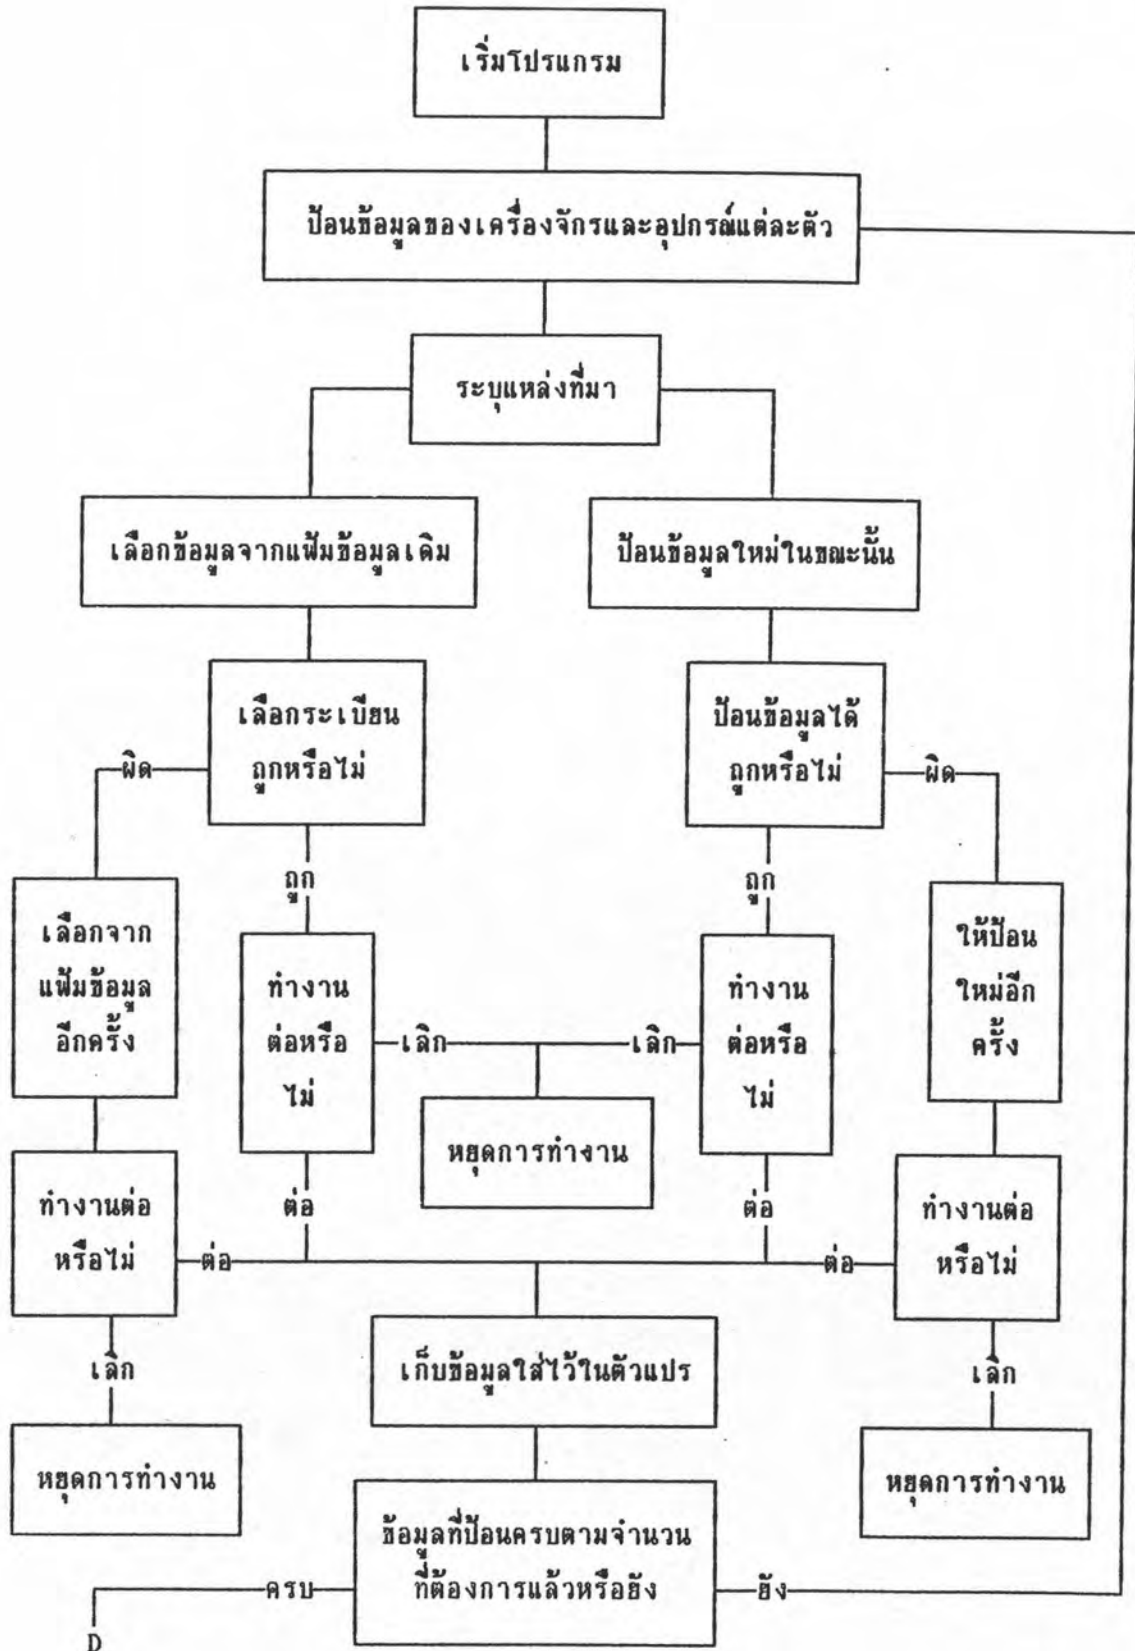 เริ่มโปรแกรม
ป้อนข้อมูลของเครื่องจักรและอุปกรณ์แต่ละตัว
ระบุแหล่งที่มา
เลือกข้อมูลจากแฟ้มข้อมูลเดิม
ป้อนข้อมูลใหม่ในขณะนั้น
เลือกระเบียน
ถูกหรือไม่
ป้อนข้อมูลได้
ถูกหรือไม่
ผิด
ผิด
ถูก
ถูก
เลือกจาก
แฟ้มข้อมูล
อีกครั้ง
ทำงาน
ต่อหรือ
ไม่
เลิก
เลิก
ทำงาน
ต่อหรือ
ไม่
ให้ป้อน
ใหม่อีก
ครั้ง
หยุดการทำงาน
ทำงานต่อ
หรือไม่
ต่อ
ต่อ
ต่อ
ต่อ
ทำงานต่อ
หรือไม่
เลิก
เก็บข้อมูลใส่ไว้ในตัวแปร
เลิก
หยุดการทำงาน
หยุดการทำงาน
ข้อมูลที่ป้อนครบตามจำนวน
ที่ต้องการแล้วหรือยัง
ครบ
ยัง
D